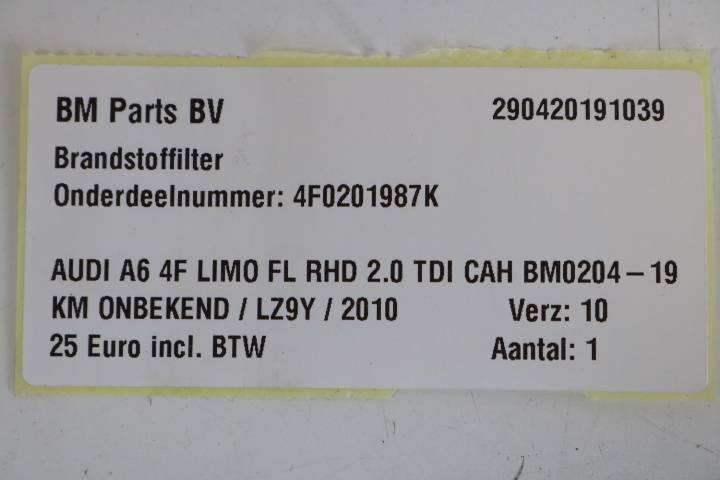 BM Parts BV 290420191039
Brandstoffilter
Onderdeelnummer: 4F0201987K
AUDI A6 4F LIMO FL RHD 2.0 TDI CAH BM0204-19
KM ONBEKEND / LZ9Y / 2010 Verz: 10
25 Euro incl. BTW Aantal: 1